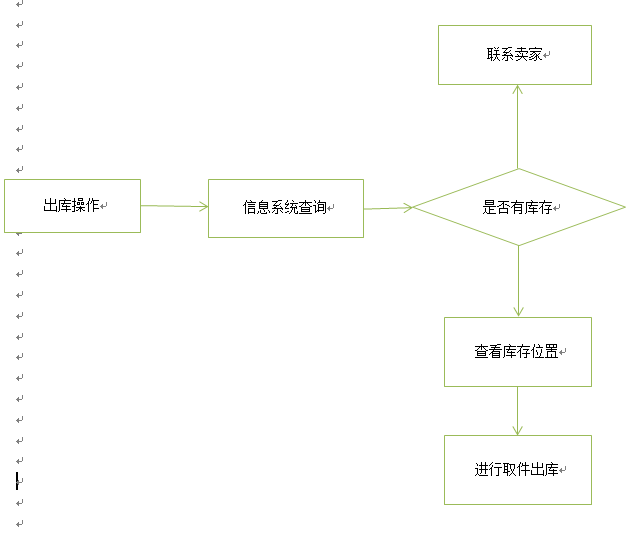 联系卖家
出库操作
信息系统查询
是否有库存
查看库存位置
进行取件出库